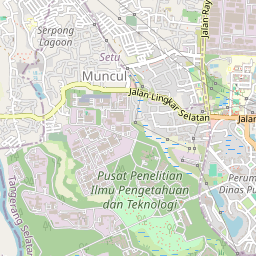 Serpong
Lagoon
Setu
Muncul
Jalan Ray
Jalan Lingkar Selatan
Jalan
Pusat Penelitian
Ilmu Pengetahuan
dan Teknologi
Perum
Dinas Pu
Tangerang Selatan